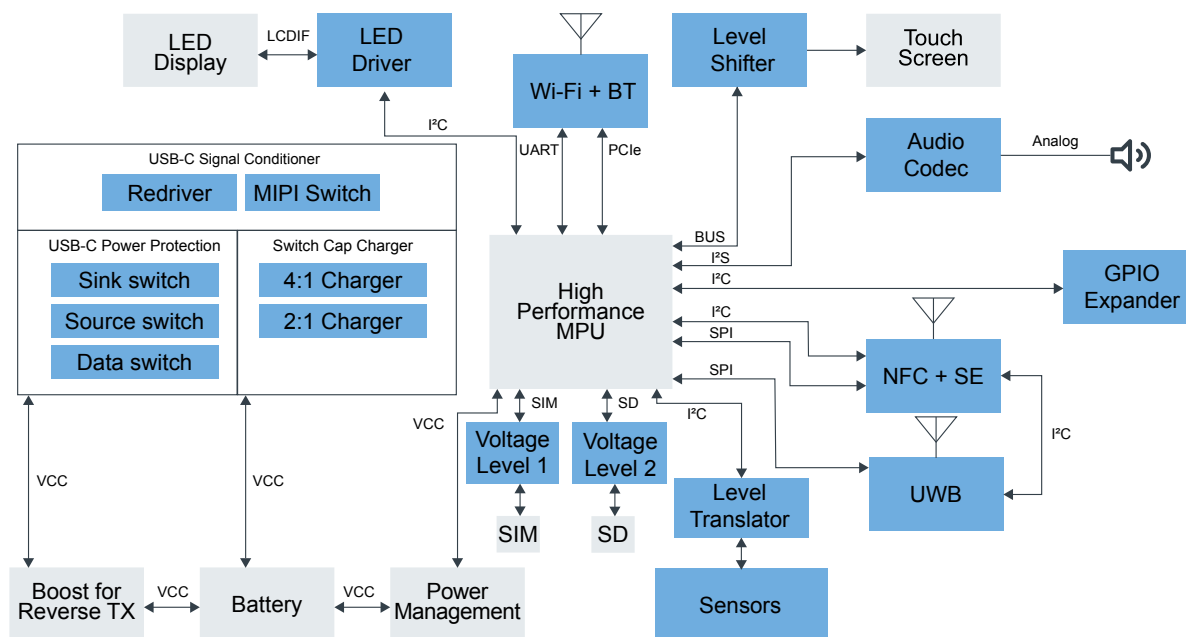 LED
Display
LCDIF
LED
Driver
I²C
Wi-Fi + BT
UART
PCIe
Level
Shifter
Touch
Screen
Audio
Codec
Analog
USB-C Signal Conditioner
Redriver
MIPI Switch
USB-C Power Protection
Sink switch
Source switch
Data switch
Switch Cap Charger
4:1 Charger
2:1 Charger
High
Performance
MPU
BUS
I²S
I²C
GPIO
Expander
I²C
SPI
NFC + SE
SPI
I²C
UWB
VCC
SIM
SD
I²C
Voltage
Level 1
Voltage
Level 2
Level
Translator
SIM
SD
Sensors
VCC
VCC
Boost for
Reverse TX
VCC
Battery
VCC
Power
Management